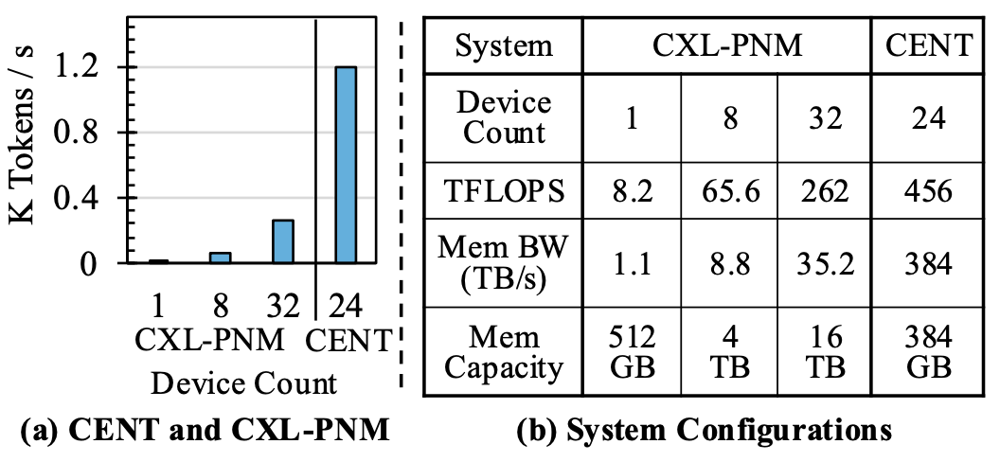 K Tokens / s
1.2
0.8
0.4
0
1 8 32 24
CXL-PNM CENT
Device Count
(a) CENT and CXL-PNM
System CXL-PNM CENT
Device
Count 1 8 32 24
TFLOPS 8.2 65.6 262 456
Mem BW
(TB/s) 1.1 8.8 35.2 384
Mem
Capacity 512
GB 4
TB 16
TB 384
GB
(b) System Configurations